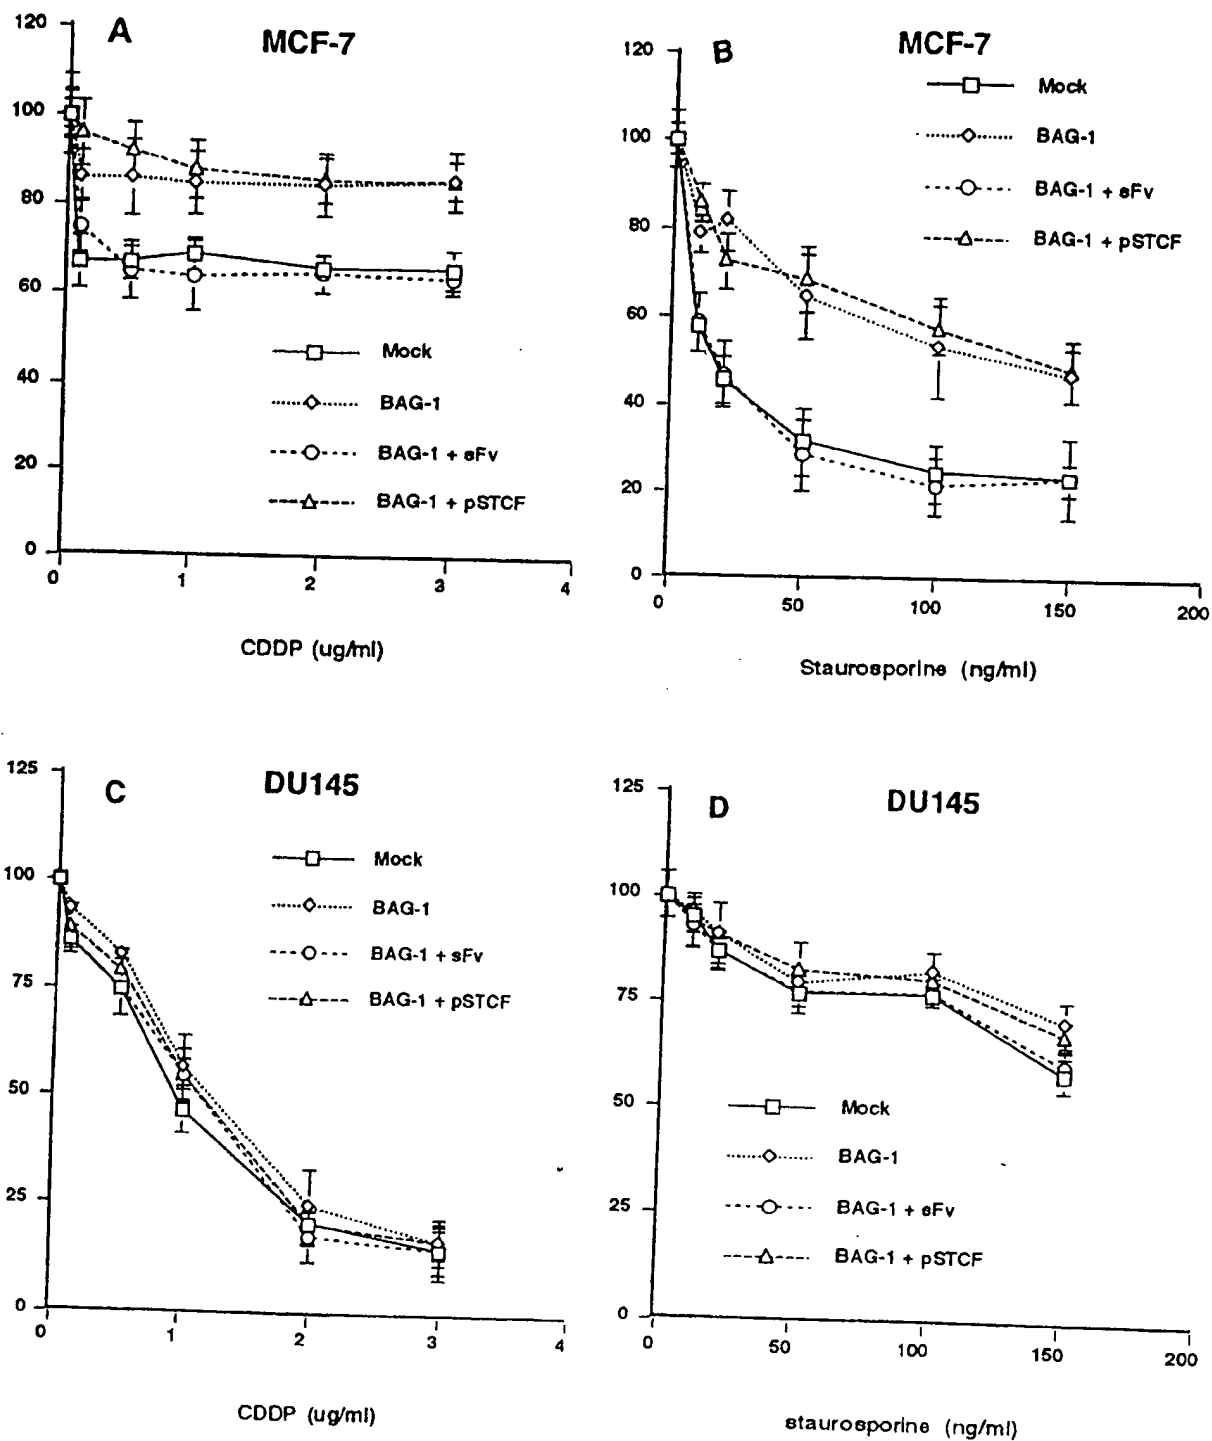 A
MCF-7
120
100
80
60
40
20
0
0
1
2
3
4
Mock
BAG-1
BAG-1 + sFv
BAG-1 + pSTCF
CDDP (ug/ml)
B
MCF-7
120
100
80
60
40
20
0
0
50
100
150
200
Mock
BAG-1
BAG-1 + sFv
BAG-1 + pSTCF
Staurosporine (ng/ml)
C
DU145
125
100
75
50
25
0
0
1
2
3
4
Mock
BAG-1
BAG-1 + sFv
BAG-1 + pSTCF
CDDP (ug/ml)
D
DU145
125
100
75
50
25
0
0
50
100
150
200
Mock
BAG-1
BAG-1 + sFv
BAG-1 + pSTCF
staurosporine (ng/ml)